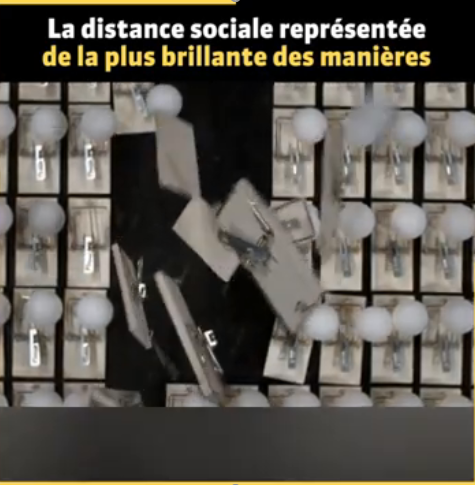 La distance sociale représentée
de la plus brillante des manières